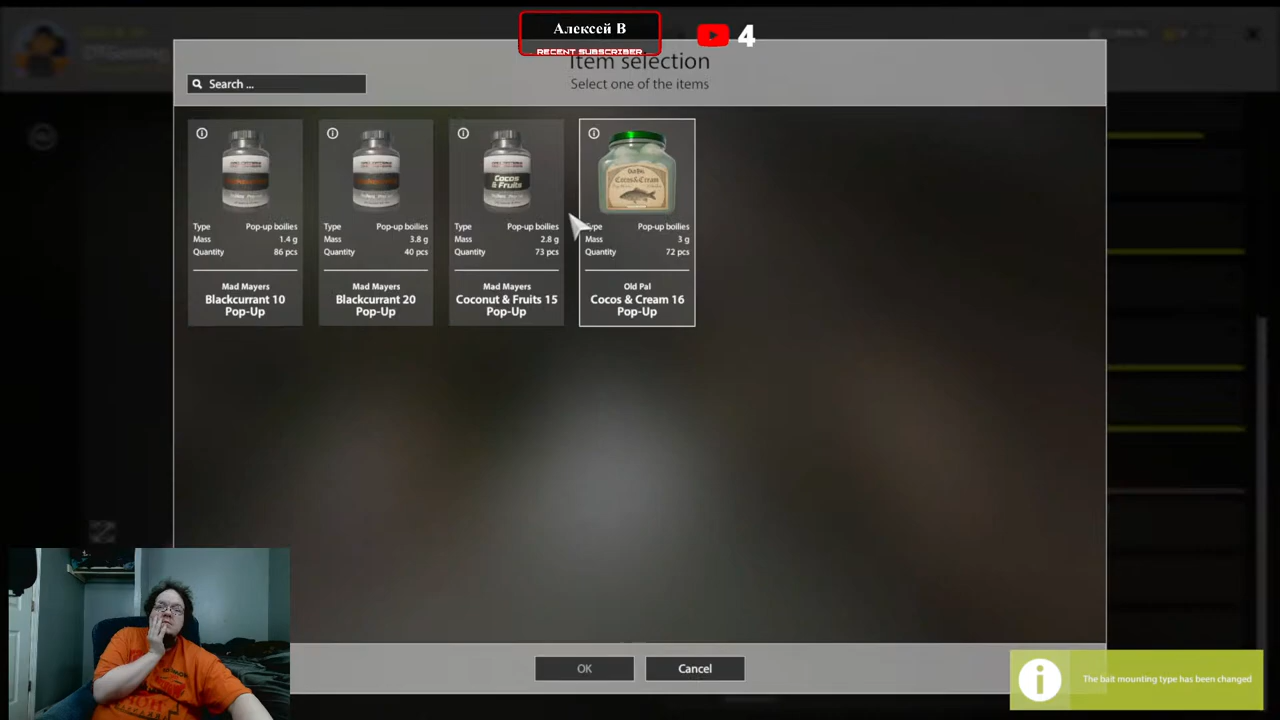 Алексей В
RECENT SUBSCRIBER
4
Item selection
Select one of the items
Search ...
Type Pop-up boilies
Mass 1.4 g
Quantity 86 pcs
Mad Mayers
Blackcurrant 10
Pop-Up
Type Pop-up boilies
Mass 3.8 g
Quantity 40 pcs
Mad Mayers
Blackcurrant 20
Pop-Up
Cocos
& Fruits
Type Pop-up boilies
Mass 2.8 g
Quantity 73 pcs
Mad Mayers
Coconut & Fruits 15
Pop-Up
Old Pal
Cocos&Cream
Type Pop-up boilies
Mass 3 g
Quantity 72 pcs
Old Pal
Cocos & Cream 16
Pop-Up
OK
Cancel
The bait mounting type has been changed